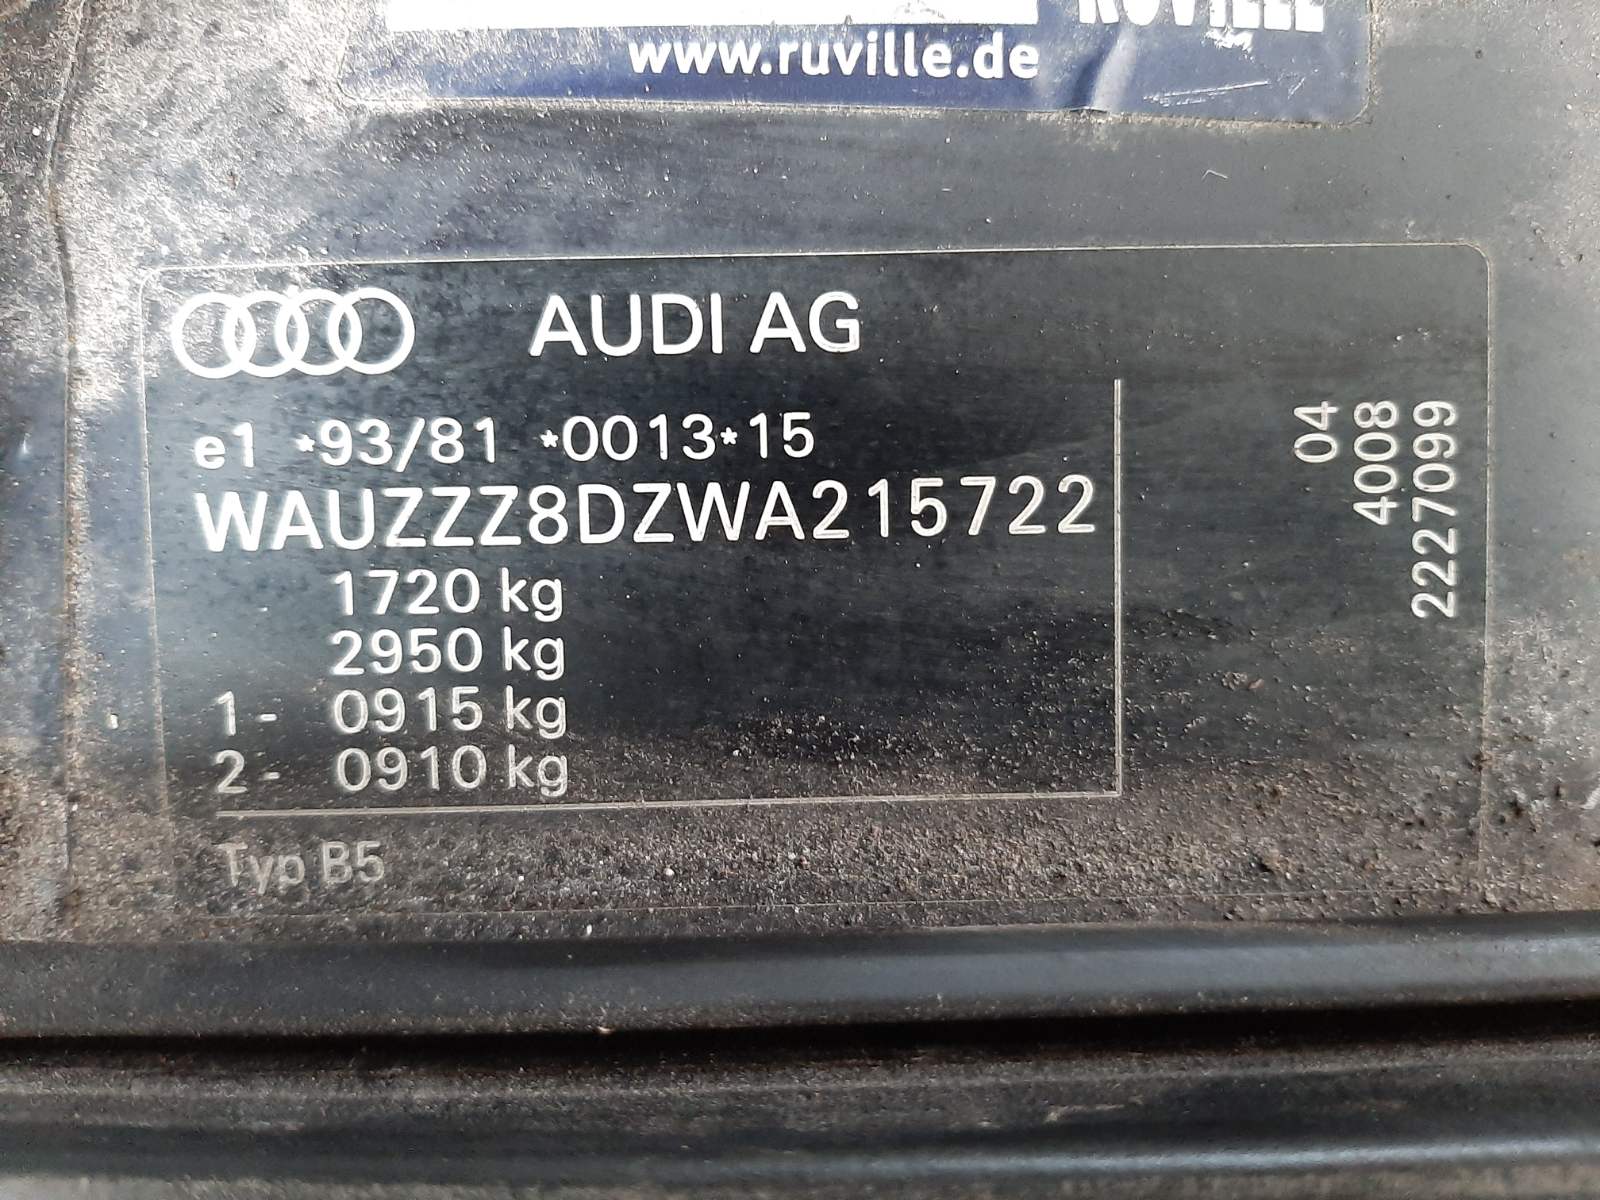 RUVILLE
www.ruville.de
AUDI AG
e1 *93/81 *0013*15
WAUZZZ8DZWA215722
1720 kg
2950 kg
1- 0915 kg
2- 0910 kg
Typ B5
04
4008
2227099